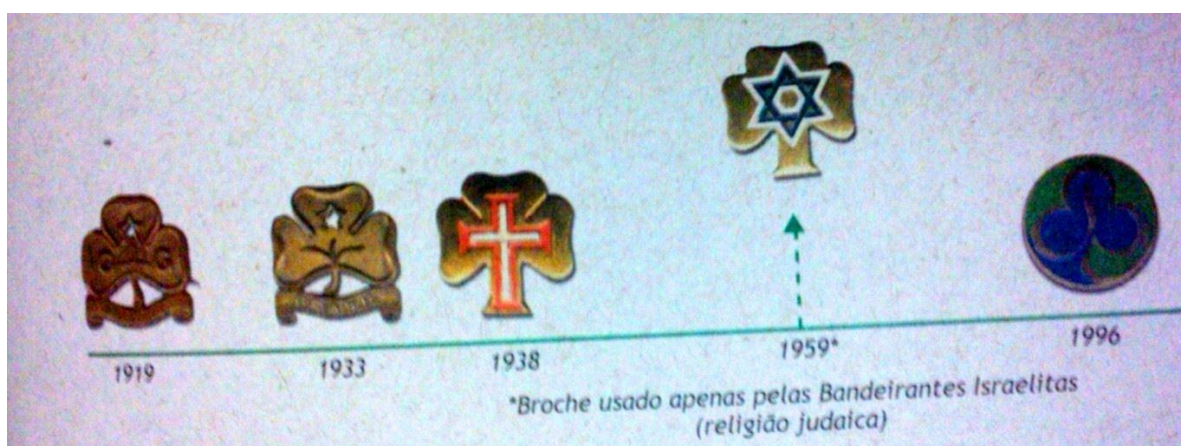 1919
1933
1938
1959*
1996
*Broche usado apenas pelas Bandeirantes Israelitas
(religião judaica)